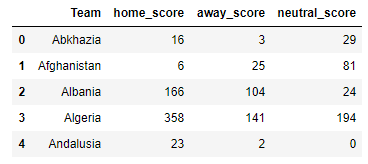 Team home_score away_score neutral_score
0 Abkhazia 16 3 29
1 Afghanistan 6 25 81
2 Albania 166 104 24
3 Algeria 358 141 194
4 Andalusia 23 2 0